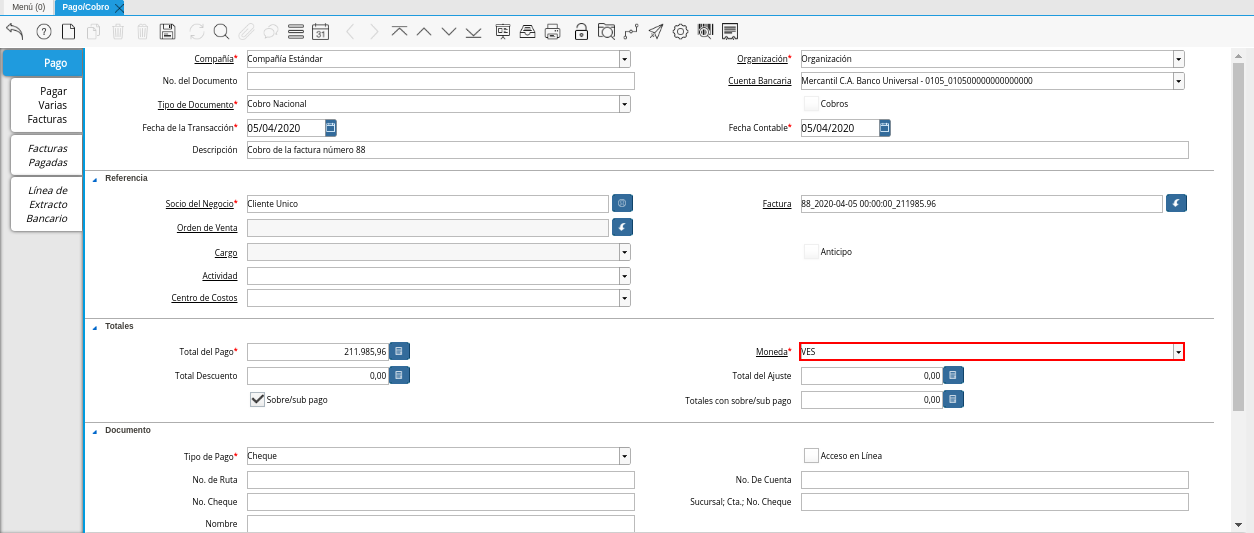 Menú (0)
Pago/Cobro
31
Pago
Pagar
Varias
Facturas
Facturas
Pagadas
Línea de
Extracto
Bancario
Compañía* Compañía Estándar Organización* Organización
No. del Documento Cuenta Bancaria Mercantil C.A. Banco Universal - 0105_010500000000000000
Tipo de Documento* Cobro Nacional Cobros
Fecha de la Transacción* 05/04/2020 Fecha Contable* 05/04/2020
Descripción Cobro de la factura número 88
Referencia
Socio del Negocio* Cliente Unico Factura 88_2020-04-05 00:00:00_211985.96
Orden de Venta
Cargo Anticipo
Actividad
Centro de Costos
Totales
Total del Pago* 211.985,96 Moneda* VES
Total Descuento 0,00 Total del Ajuste 0,00
Sobre/sub pago Totales con sobre/sub pago 0,00
Documento
Tipo de Pago* Cheque Acceso en Línea
No. de Ruta No. De Cuenta
No. Cheque Sucursal; Cta.; No. Cheque
Nombre